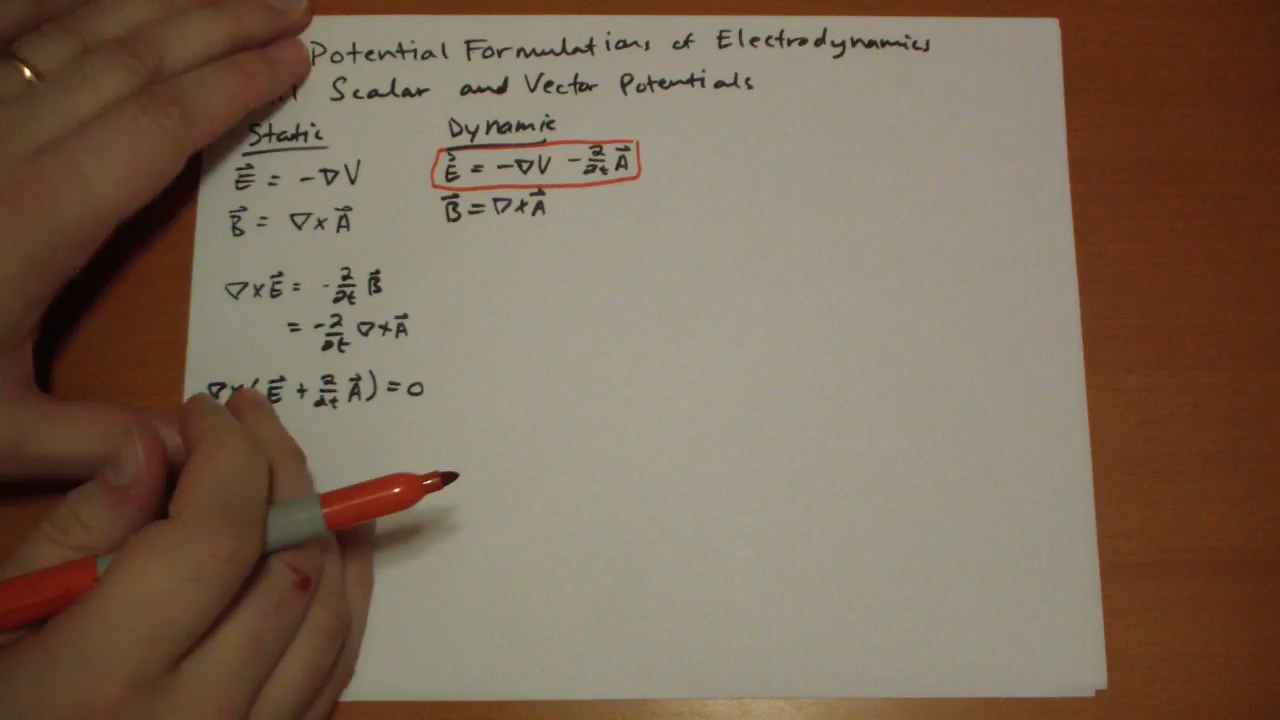 Potential Formulations of Electrodynamics
Scalar and Vector Potentials
Static Dynamic
E⃗ = -∇V E⃗ = -∇V - ∂/∂t A⃗
B⃗ = ∇×A⃗ B⃗ = ∇×A⃗
∇×E⃗ = -∂/∂t B⃗
= -∂/∂t ∇×A⃗
∇×(E⃗ + ∂/∂t A⃗) = 0